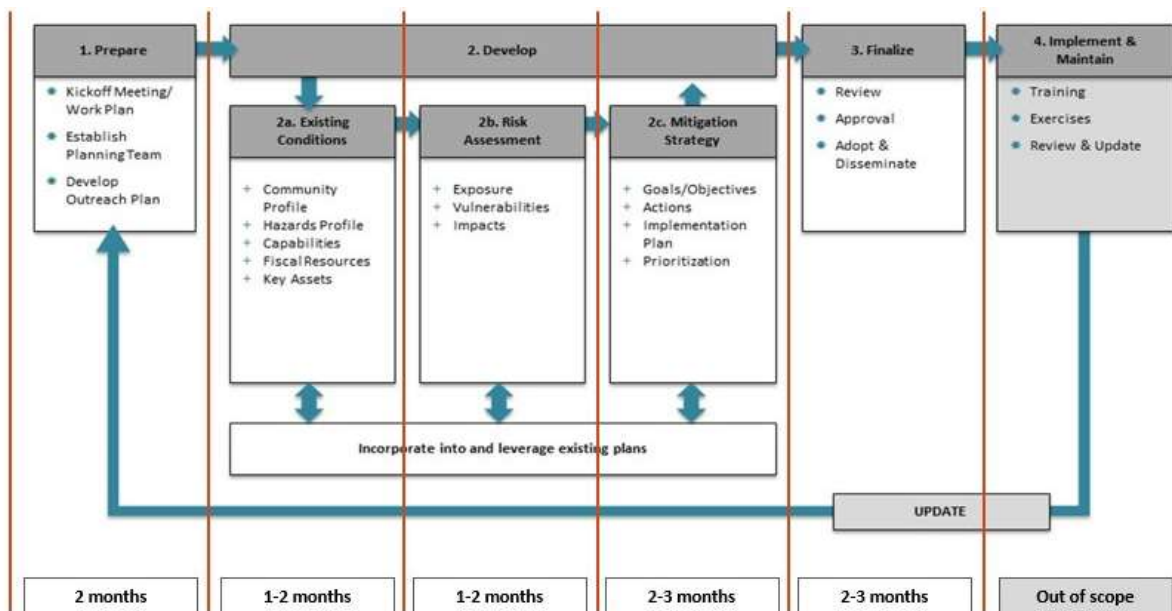 1. Prepare
Kickoff Meeting/
Work Plan
Establish
Planning Team
Develop
Outreach Plan
2. Develop
2a. Existing
Conditions
+ Community
Profile
+ Hazards Profile
+ Capabilities
+ Fiscal Resources
+ Key Assets
2b. Risk
Assessment
+ Exposure
+ Vulnerabilities
+ Impacts
2c. Mitigation
Strategy
+ Goals/Objectives
+ Actions
+ Implementation
Plan
+ Prioritization
Incorporate into and leverage existing plans
3. Finalize
Review
Approval
Adopt &
Disseminate
4. Implement &
Maintain
Training
Exercises
Review & Update
UPDATE
2 months
1-2 months
1-2 months
2-3 months
2-3 months
Out of scope